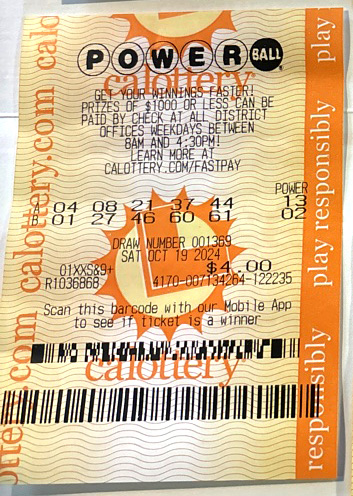 POWERBALL
calottery
GET YOUR WINNINGS FASTER!
PRIZES OF $1000 OR LESS CAN BE
PAID BY CHECK AT ALL DISTRICT
OFFICES WEEKDAYS BETWEEN
8AM AND 4:30PM!
LEARN MORE AT
CALOTTERY.COM/FASTPAY
POWER
A 04 08 21 37 44 13
B 01 27 46 60 61 02
DRAW NUMBER 001369
SAT OCT 19 2024
01XXS&9+ $4.00
R1036868 4170-007134264-122235
Scan this barcode with our Mobile App
to see if ticket is a winner
calottery
calottery.com calottery.com calo
play responsibly play responsibly